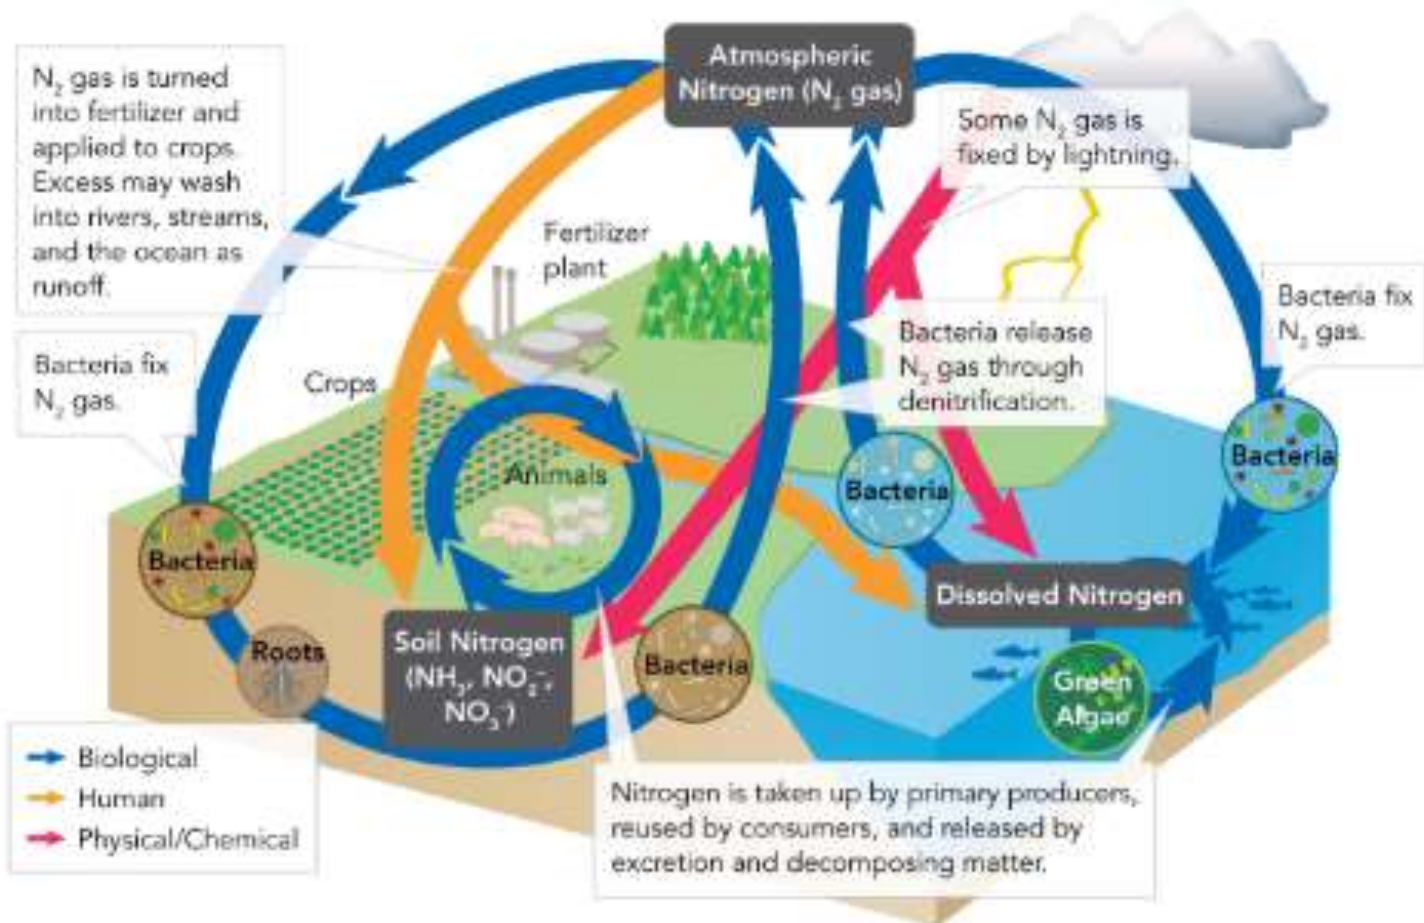 Atmospheric
Nitrogen (N₂ gas)
N₂ gas is turned
into fertilizer and
applied to crops.
Excess may wash
into rivers, streams,
and the ocean as
runoff.
Some N₂ gas is
fixed by lightning.
Fertilizer
plant
Bacteria fix
N₂ gas.
Crops
Bacteria release
N₂ gas through
denitrification.
Bacteria fix
N₂ gas.
Animals
Bacteria
Bacteria
Bacteria
Dissolved Nitrogen
Roots
Soil Nitrogen
(NH₃, NO₂⁻,
NO₃⁻)
Bacteria
Green
Algae
Biological
Human
Physical/Chemical
Nitrogen is taken up by primary producers,
reused by consumers, and released by
excretion and decomposing matter.